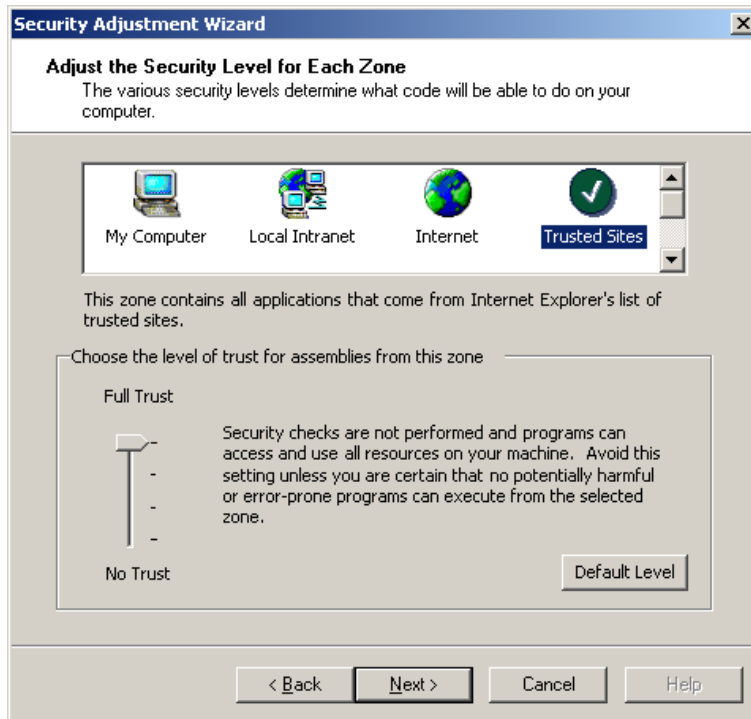 Security Adjustment Wizard
Adjust the Security Level for Each Zone
The various security levels determine what code will be able to do on your
computer.
My Computer Local Intranet Internet Trusted Sites
This zone contains all applications that come from Internet Explorer's list of
trusted sites.
Choose the level of trust for assemblies from this zone
Full Trust
Security checks are not performed and programs can
access and use all resources on your machine. Avoid this
setting unless you are certain that no potentially harmful
or error-prone programs can execute from the selected
zone.
No Trust
Default Level
< Back Next > Cancel Help